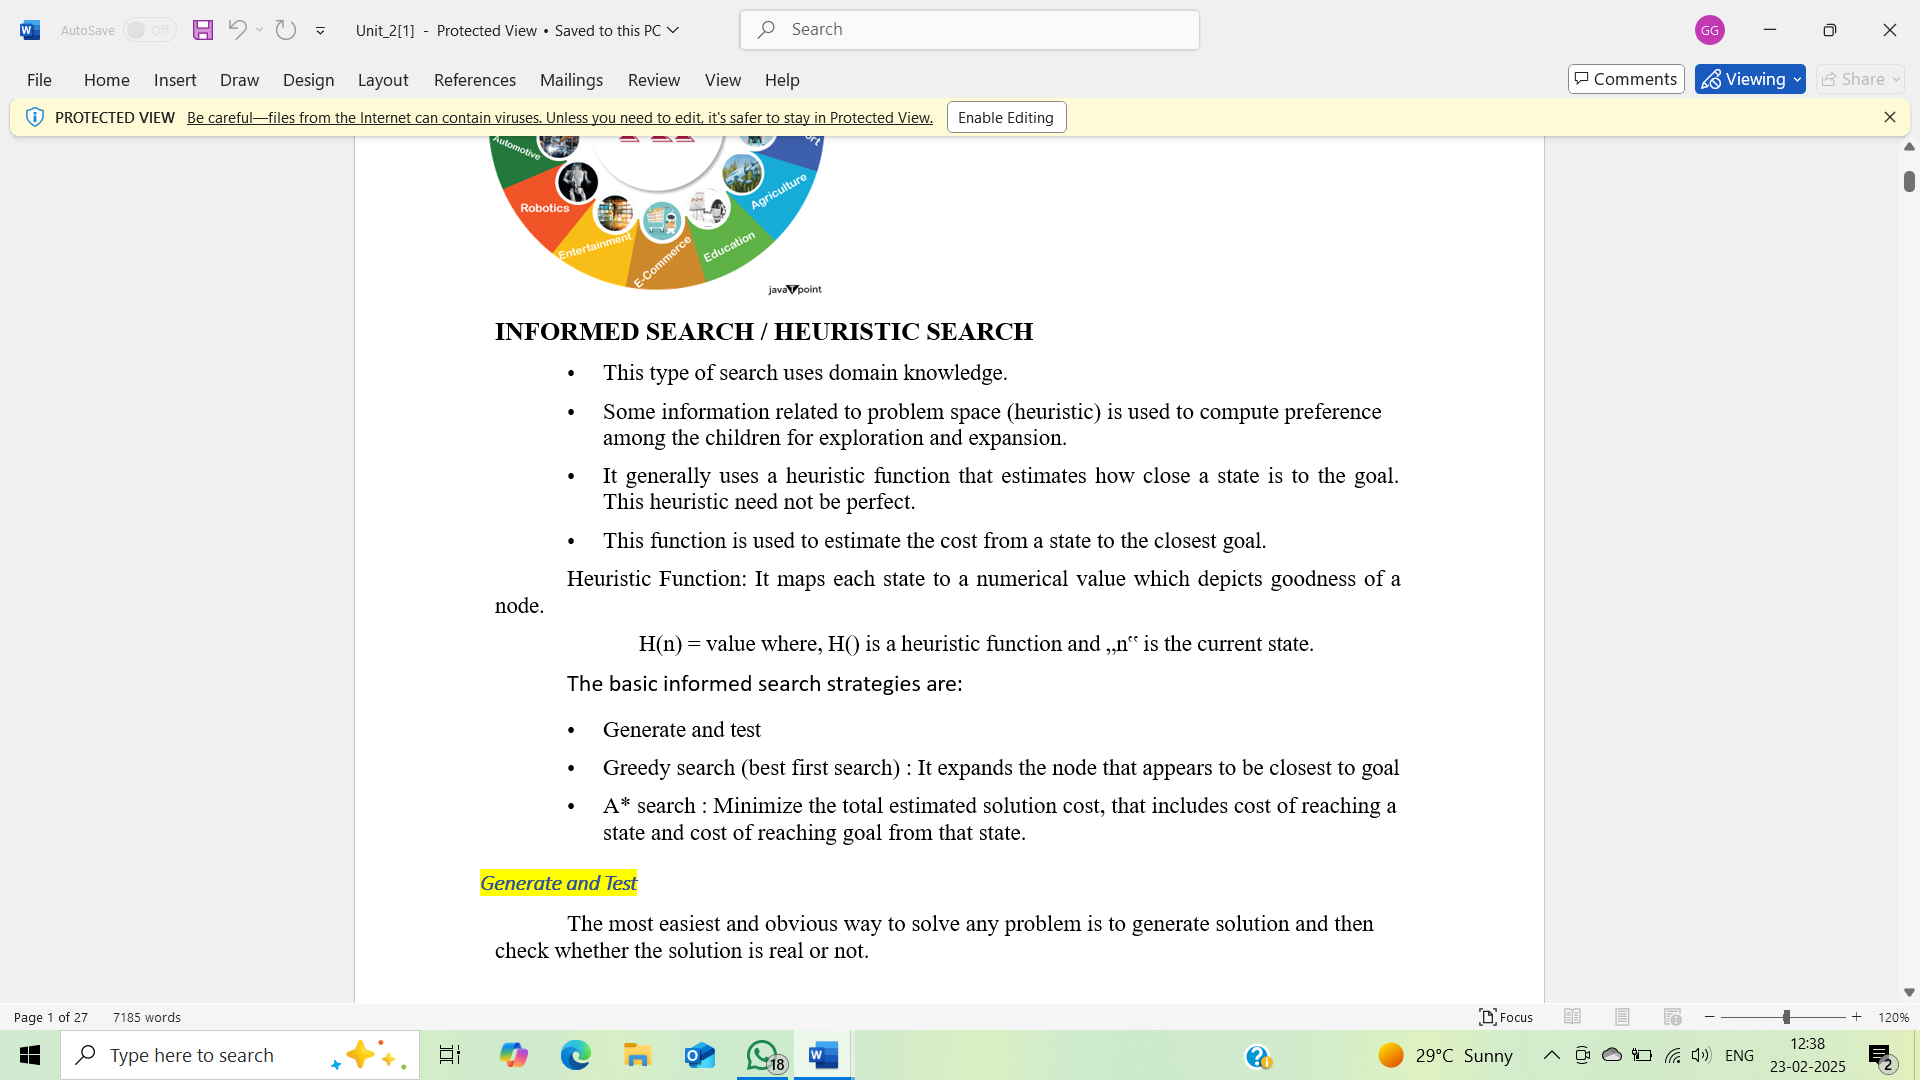 AutoSave Off
Unit_2[1] - Protected View • Saved to this PC
Search
GG
File Home Insert Draw Design Layout References Mailings Review View Help
Comments Viewing Share
PROTECTED VIEW Be careful—files from the Internet can contain viruses. Unless you need to edit, it's safer to stay in Protected View. Enable Editing
Automotive
Robotics
Entertainment
E-Commerce
Education
Agriculture
javaTpoint
INFORMED SEARCH / HEURISTIC SEARCH
• This type of search uses domain knowledge.
• Some information related to problem space (heuristic) is used to compute preference
among the children for exploration and expansion.
• It generally uses a heuristic function that estimates how close a state is to the goal.
This heuristic need not be perfect.
• This function is used to estimate the cost from a state to the closest goal.
Heuristic Function: It maps each state to a numerical value which depicts goodness of a
node.
H(n) = value where, H() is a heuristic function and „n‟ is the current state.
The basic informed search strategies are:
• Generate and test
• Greedy search (best first search) : It expands the node that appears to be closest to goal
• A* search : Minimize the total estimated solution cost, that includes cost of reaching a
state and cost of reaching goal from that state.
Generate and Test
The most easiest and obvious way to solve any problem is to generate solution and then
check whether the solution is real or not.
Page 1 of 27 7185 words
Focus
120%
Type here to search
18
29°C Sunny
ENG
12:38
23-02-2025
2